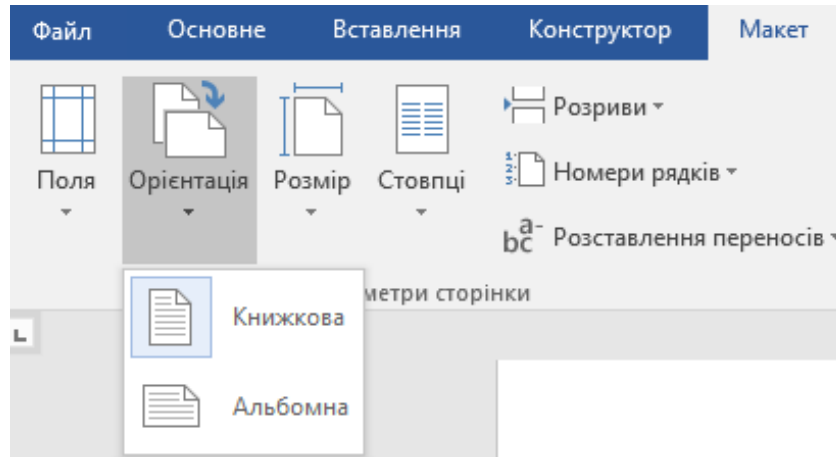 Файл Основне Вставлення Конструктор Макет
Поля Орієнтація Розмір Стовпці
Розриви
Номери рядків
Розставлення переносів
метри сторінки
Книжкова
Альбомна